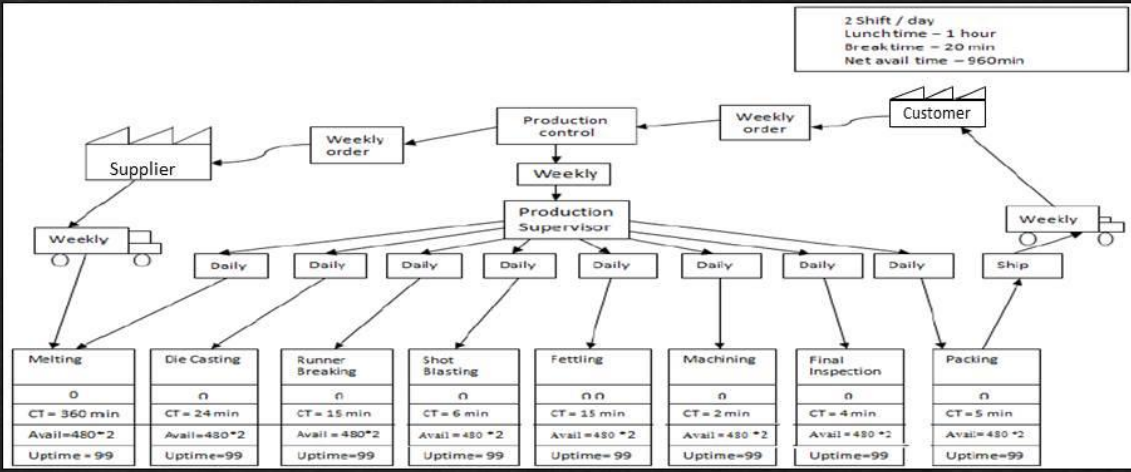 2 Shift / day
Lunch time – 1 hour
Break time – 20 min
Net avail time – 960min
Customer
Weekly
order
Production
control
Weekly
order
Supplier
Weekly
Production
Supervisor
Weekly
Weekly
Daily
Daily
Daily
Daily
Daily
Daily
Daily
Daily
Ship
Melting
O
CT = 360 min
Avail=480*2
Uptime = 99
Die Casting
O
CT = 24 min
Avail=480*2
Uptime=99
Runner
Breaking
O
CT = 15 min
Avail = 480*2
Uptime= 99
Shot
Blasting
O
CT = 6 min
Avail =480 *2
Uptime= 99
Fettling
O O
CT = 15 min
Avail =480 *2
Uptime= 99
Machining
O
CT = 2 min
Avail = 480 *2
Uptime=99
Final
Inspection
O
CT = 4 min
Avail =480 *2
Uptime=99
Packing
O
CT = 5 min
Avail =480 *2
Uptime=99